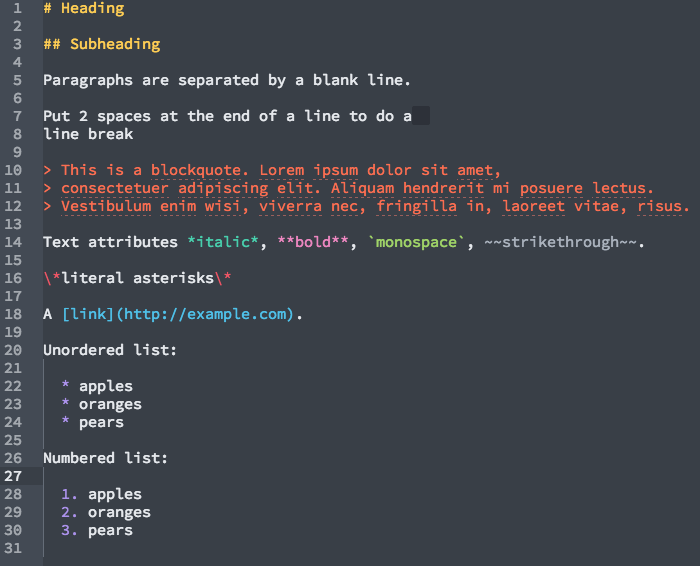 1 # Heading
2
3 ## Subheading
4
5 Paragraphs are separated by a blank line.
6
7 Put 2 spaces at the end of a line to do a
8 line break
9
10 > This is a blockquote. Lorem ipsum dolor sit amet,
11 > consectetuer adipiscing elit. Aliquam hendrerit mi posuere lectus.
12 > Vestibulum enim wisi, viverra nec, fringilla in, laoreet vitae, risus.
13
14 Text attributes *italic*, **bold**, `monospace`, ~~strikethrough~~.
15
16 \*literal asterisks\*
17
18 A [link](http://example.com).
19
20 Unordered list:
21
22   * apples
23   * oranges
24   * pears
25
26 Numbered list:
27
28   1. apples
29   2. oranges
30   3. pears
31